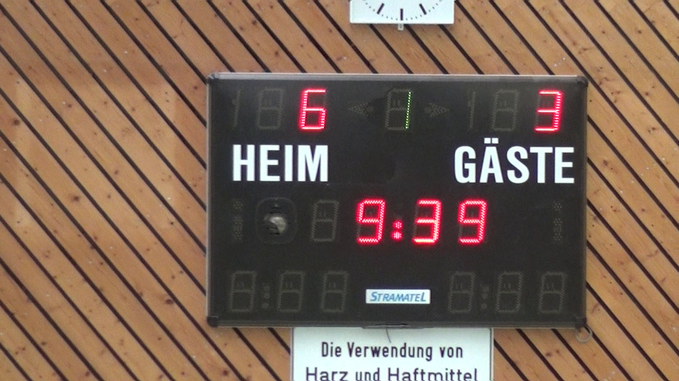 6 1 3
HEIM GÄSTE
9:39
STRAMATEL
Die Verwendung von
Harz und Haftmittel